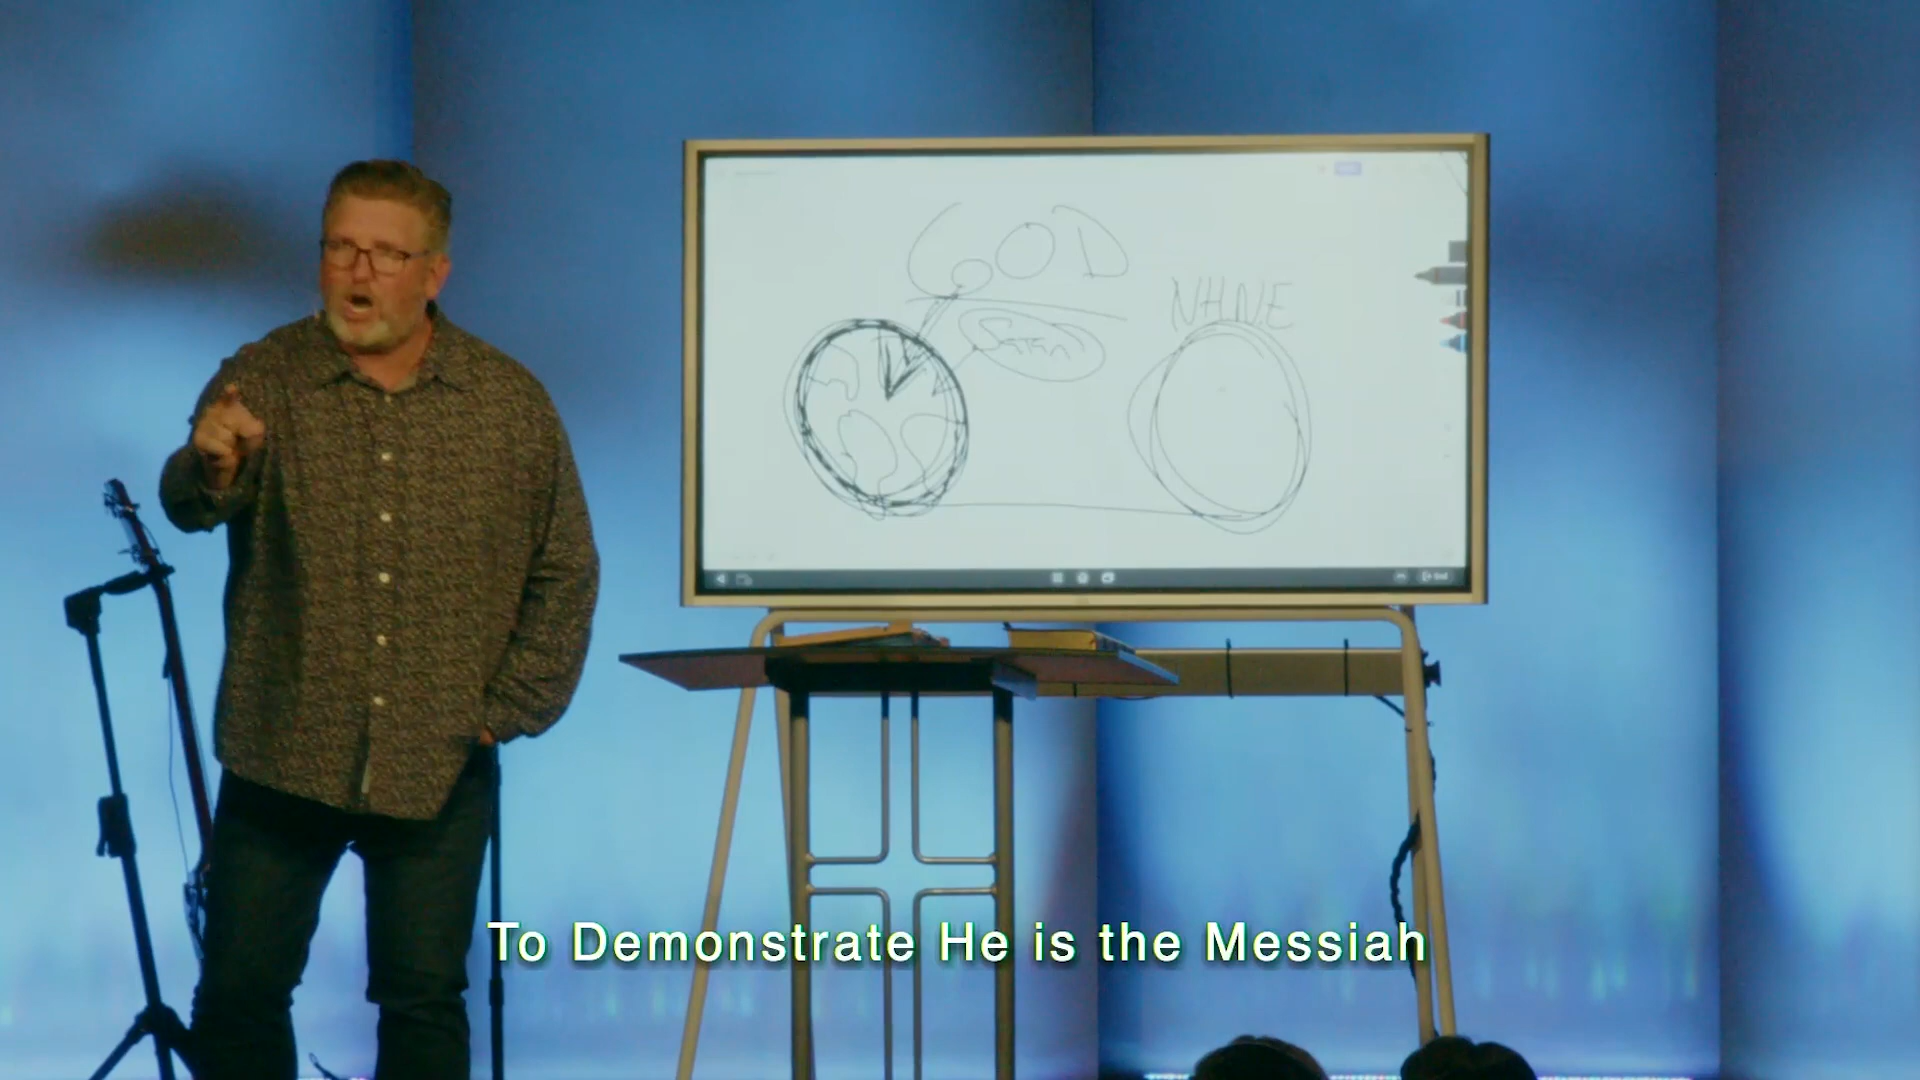 GOD
Satan
NHNE
To Demonstrate He is the Messiah